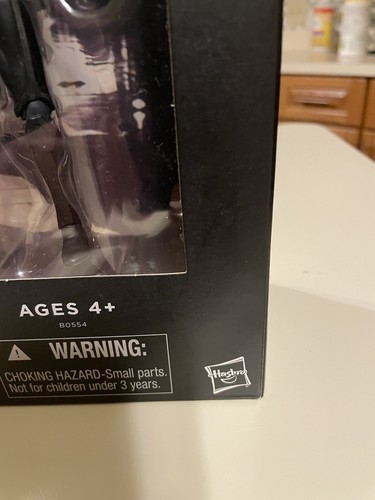 AGES 4+
B0554
WARNING:
CHOKING HAZARD-Small parts.
Not for children under 3 years.
Hasbro